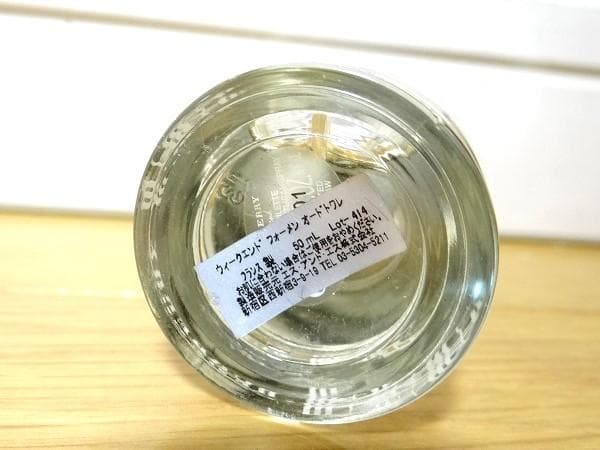 ウィークエンド フォーメン オードトワレ
フランス製 50mL Lot- 414
お肌に合わない場合はご使用をおやめください。
製造販売元:エス・アンド・エス株式会社
新宿区西新宿3-9-19 TEL 03-5304-5211